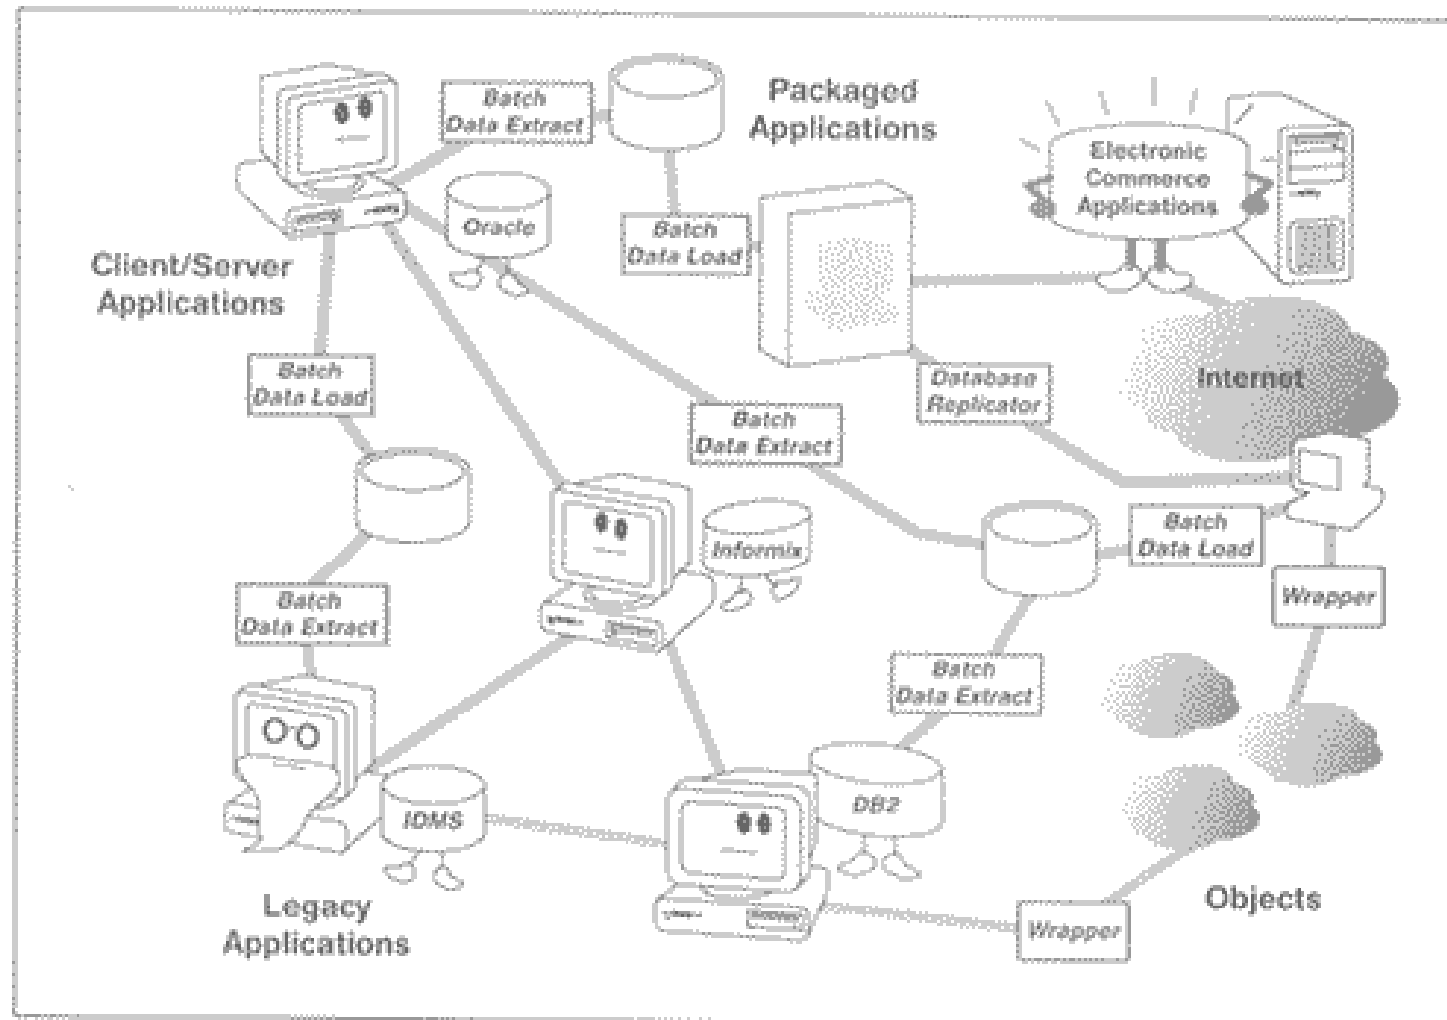 Batch
Data Extract
Packaged
Applications
Electronic
Commerce
Applications
Oracle
Batch
Data Load
Client/Server
Applications
Batch
Data Load
Database
Replicator
Internet
Batch
Data Extract
Batch
Data Load
Informix
Batch
Data Extract
Wrapper
Batch
Data Extract
IDMS
DB2
Legacy
Applications
Objects
Wrapper